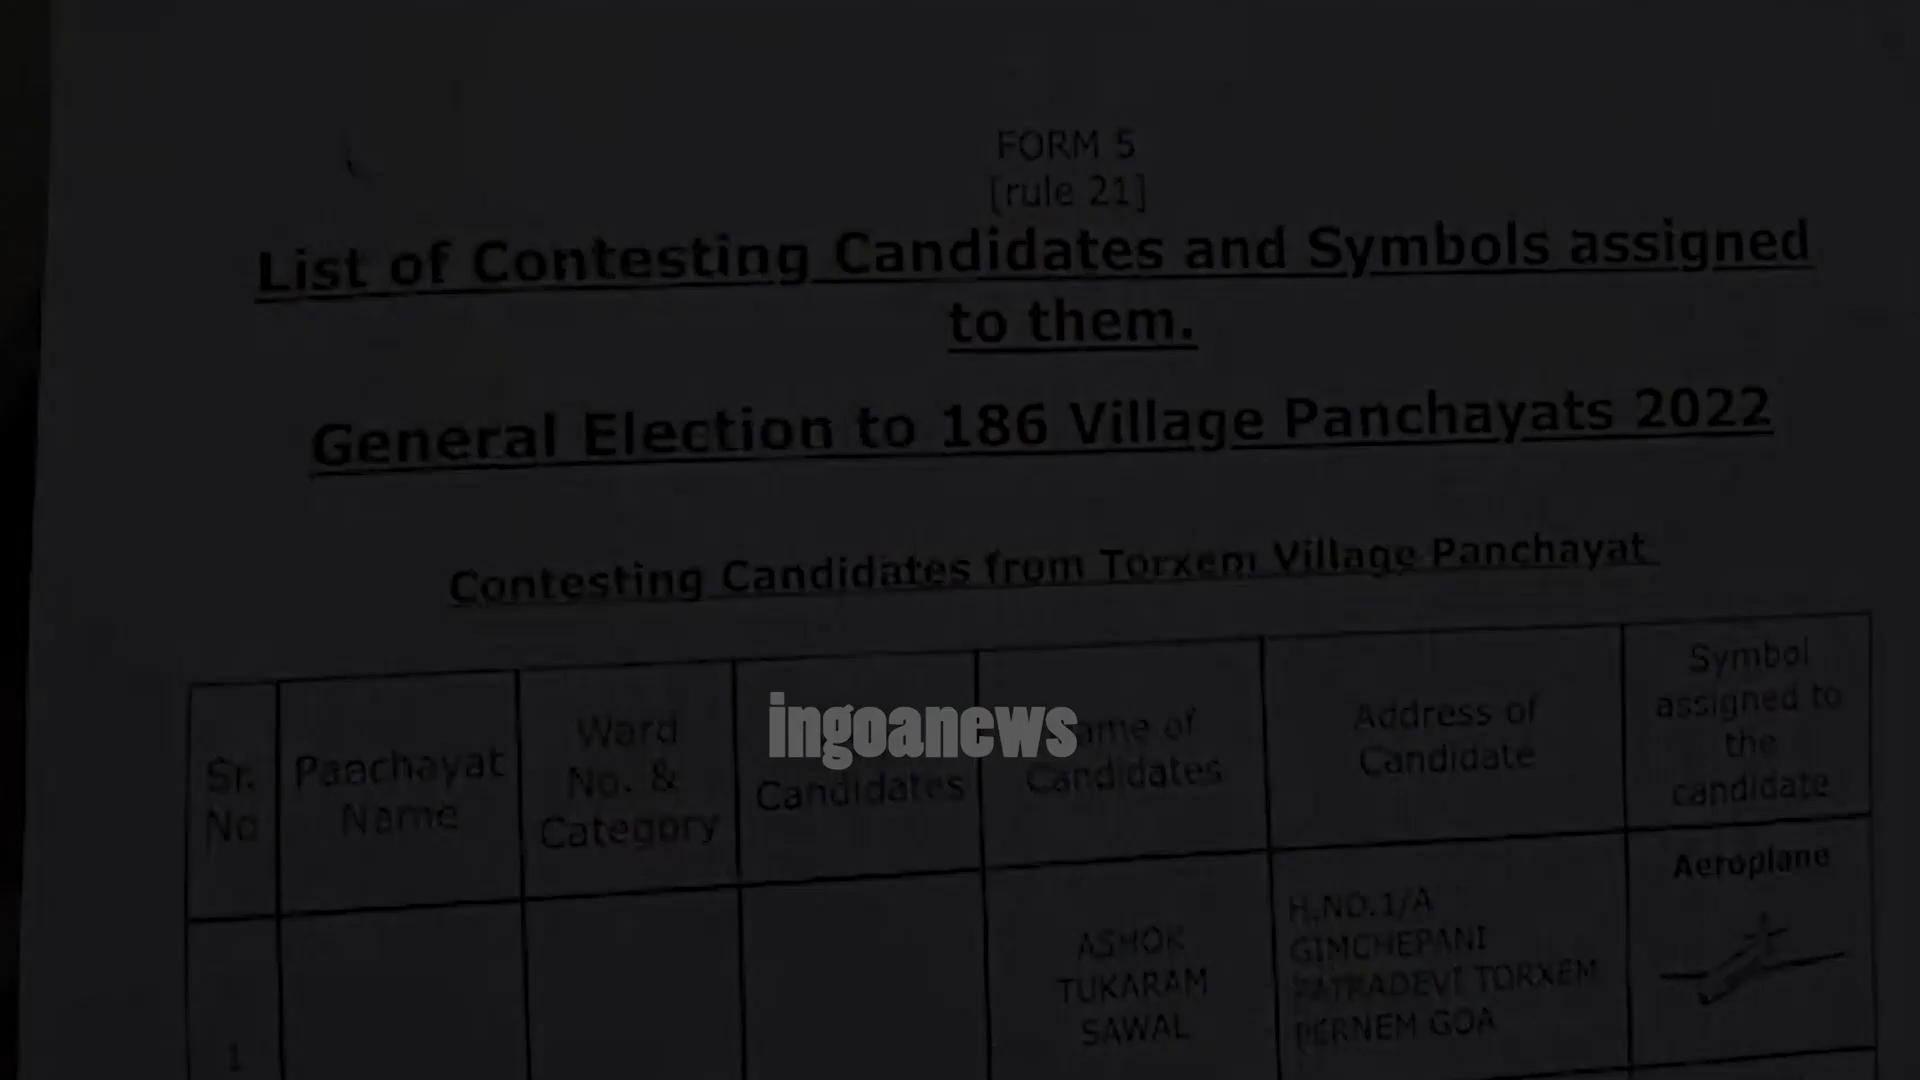 FORM 5
[rule 21]
List of Contesting Candidates and Symbols assigned
to them.
General Election to 186 Village Panchayats 2022
Contesting Candidates from Torxem Village Panchayat
Sr.
No
Panchayat
Name
Ward
No. &
Category
Candidates
ingoanews
Name of
Candidates
Address of
Candidate
Symbol
assigned to
the
candidate
1
ASHOK
TUKARAM
SAWAL
H.NO.1/A
GIMCHEPANI
PATRADEVI TORXEM
PERNEM GOA
Aeroplane